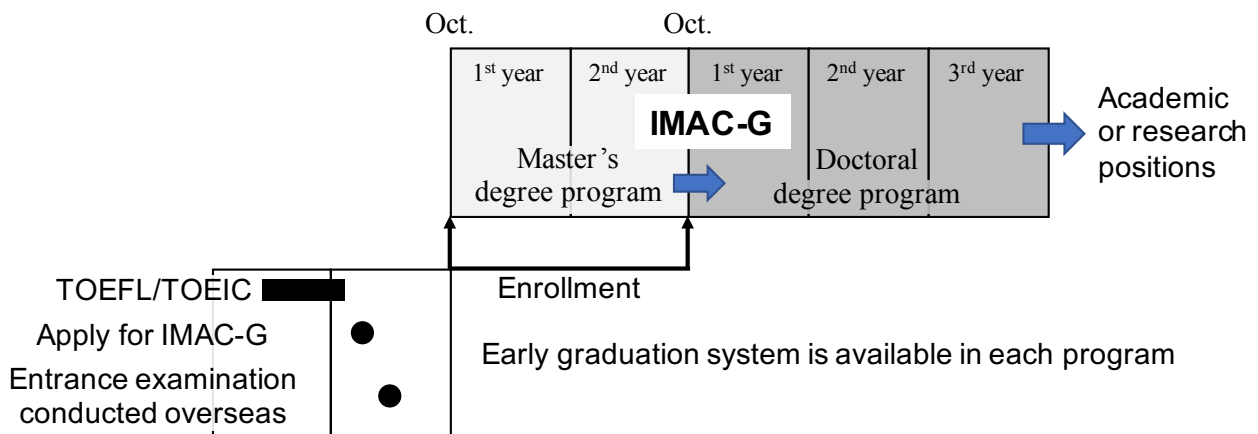 Oct.
Oct.
1st year
2nd year
1st year
2nd year
3rd year
IMAC-G
Master's
degree program
Doctoral
degree program
Academic
or research
positions
TOEFL/TOEIC
Enrollment
Apply for IMAC-G
Early graduation system is available in each program
Entrance examination
conducted overseas